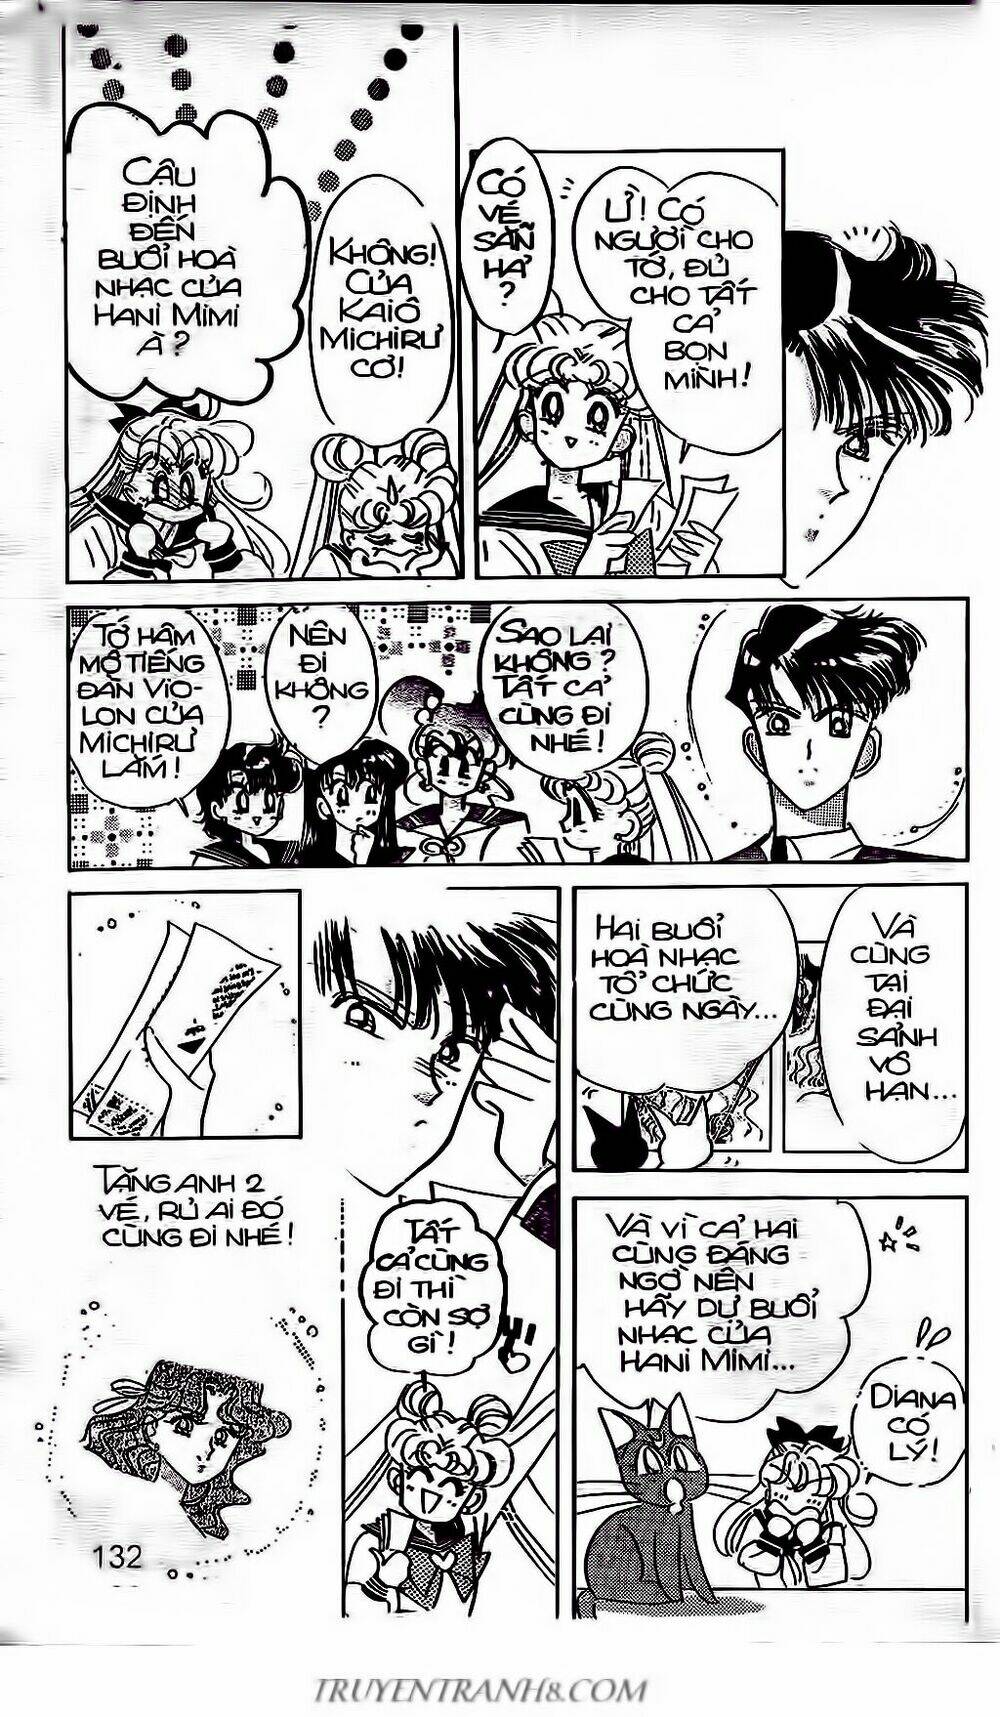 CẬU
ĐỊNH
ĐẾN
BUỔI HOÀ
NHẠC CỦA
HANI MIMI
À?
KHÔNG!
CỦA
KAIÔ
MICHIRƯ
CƠ!
CÓ
VÉ
SẴN
HẢ?
Ừ! CÓ
NGƯỜI CHO
TỚ, ĐỦ
CHO TẤT
CẢ
BỌN
MÌNH!
TỚ HÂM
MỘ TIẾNG
ĐÀN VIO-
LON CỦA
MICHIRƯ
LẮM!
NÊN
ĐI
KHÔNG
?
SAO LẠI
KHÔNG?
TẤT CẢ
CÙNG ĐI
NHÉ!
TẶNG ANH 2
VÉ, RỦ AI ĐÓ
CÙNG ĐI NHÉ!
TẤT
CẢ CÙNG
ĐI THÌ
CÒN SỢ
GÌ!
HAI BUỔI
HOÀ NHẠC
TỔ CHỨC
CÙNG NGÀY...
VÀ
CÙNG
TẠI
ĐẠI
SẢNH
VÔ
HẠN...
VÀ VÌ CẢ HAI
CÙNG ĐÁNG
NGỜ NÊN
HÃY DỰ BUỔI
NHẠC CỦA
HANI MIMI...
DIANA
CÓ
LÝ!
132
TRUYENTRANH8.COM